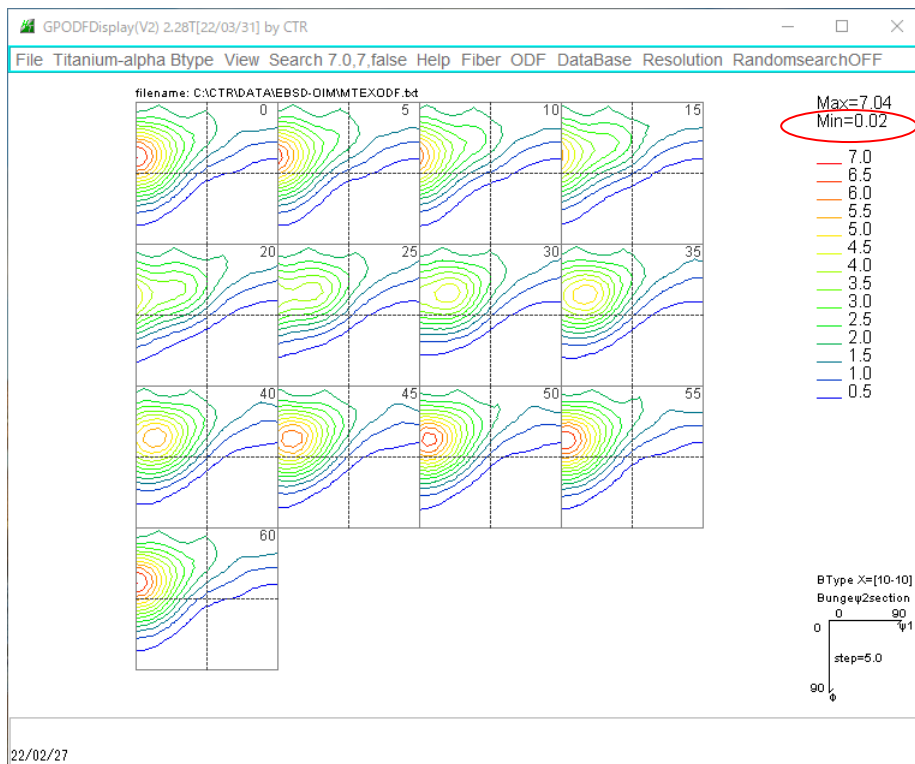 GPODFDisplay(V2) 2.28T[22/03/31] by CTR
File Titanium-alpha Btype View Search 7.0,7,false Help Fiber ODF DataBase Resolution RandomsearchOFF
filename: C:\CTR\DATA\EBSD-OIM\MTEXODF.txt
0 5 10 15
20 25 30 35
40 45 50 55
60
Max=7.04
Min=0.02
7.0
6.5
6.0
5.5
5.0
4.5
4.0
3.5
3.0
2.5
2.0
1.5
1.0
0.5
BType X=[10-10]
Bungeψ2section
0 90
0 ψ1
step=5.0
90 Φ
22/02/27